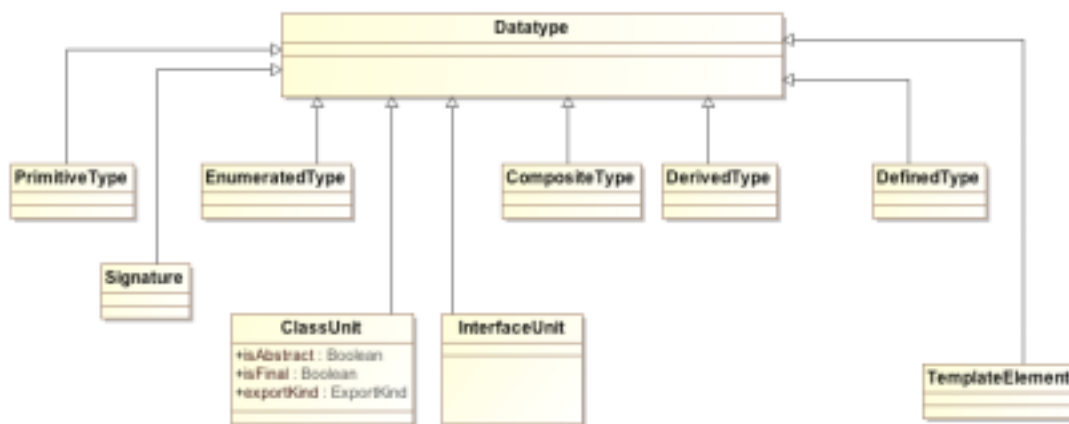 Datatype
PrimitiveType
EnumeratedType
CompositeType
DerivedType
DefinedType
Signature
ClassUnit
+isAbstract : Boolean
+isFinal : Boolean
+exportKind : ExportKind
InterfaceUnit
TemplateElement